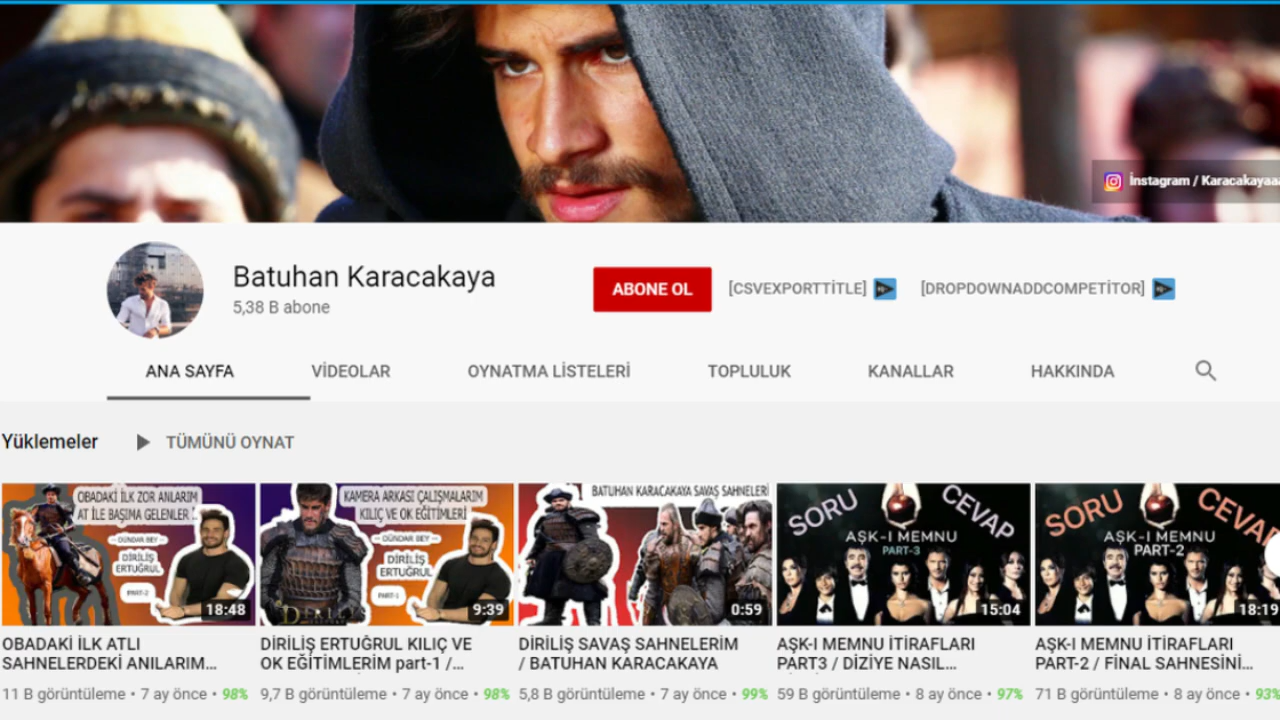 İnstagram / Karacakayaa
Batuhan Karacakaya
5,38 B abone
ABONE OL
[CSVEXPORTTİTLE]
[DROPDOWNADDCOMPETİTOR]
ANA SAYFA
VİDEOLAR
OYNATMA LİSTELERİ
TOPLULUK
KANALLAR
HAKKINDA
Yüklemeler
TÜMÜNÜ OYNAT
OBADAKİ İLK ZOR ANLARIM
AT İLE BAŞIMA GELENLER !
DÜNDAR BEY
DİRİLİŞ
ERTUĞRUL
PART-2
18:48
KAMERA ARKASI ÇALIŞMALARIM
KILIÇ VE OK EĞİTİMLERİ
DÜNDAR BEY
DİRİLİŞ
ERTUĞRUL
PART-1
9:39
BATUHAN KARACAKAYA SAVAŞ SAHNELERİ
0:59
SORU CEVAP
AŞK-I MEMNU
PART-3
15:04
SORU CEVAP
AŞK-I MEMNU
PART-2
18:19
OBADAKİ İLK ATLI
SAHNELERDEKİ ANILARIM...
11 B görüntüleme • 7 ay önce • 98%
DİRİLİŞ ERTUĞRUL KILIÇ VE
OK EĞİTİMLERİM part-1 /...
9,7 B görüntüleme • 7 ay önce • 98%
DİRİLİŞ SAVAŞ SAHNELERİM
/ BATUHAN KARACAKAYA
5,8 B görüntüleme • 7 ay önce • 99%
AŞK-I MEMNU İTİRAFLARI
PART3 / DİZİYE NASIL...
59 B görüntüleme • 8 ay önce • 97%
AŞK-I MEMNU İTİRAFLARI
PART-2 / FİNAL SAHNESİNİ...
71 B görüntüleme • 8 ay önce • 93%